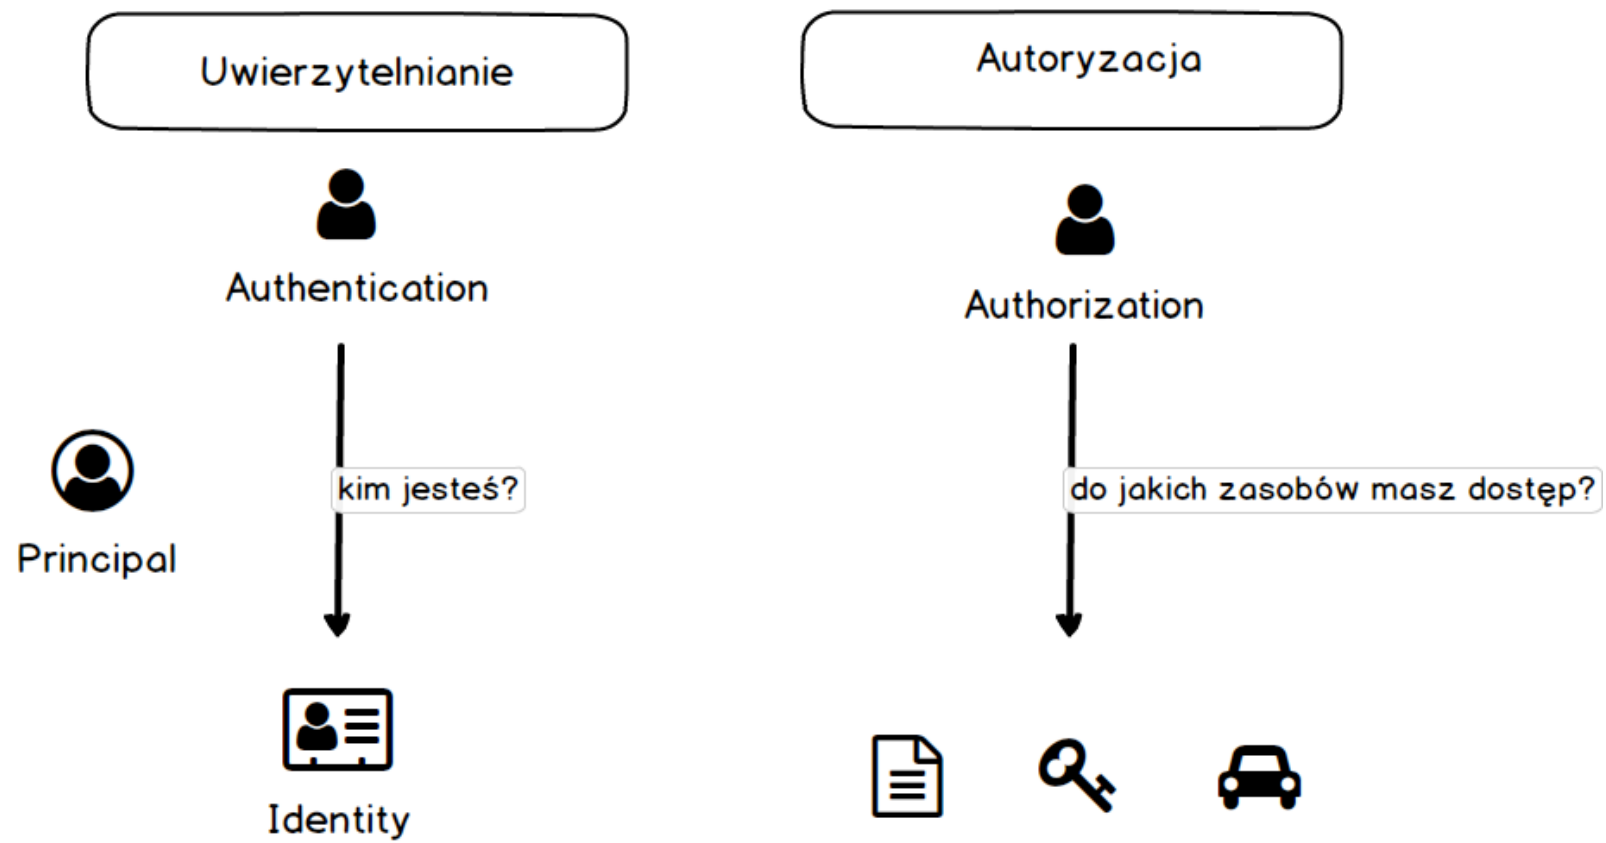 Uwierzytelnianie
Authentication
kim jesteś?
Principal
Identity
Autoryzacja
Authorization
do jakich zasobów masz dostęp?